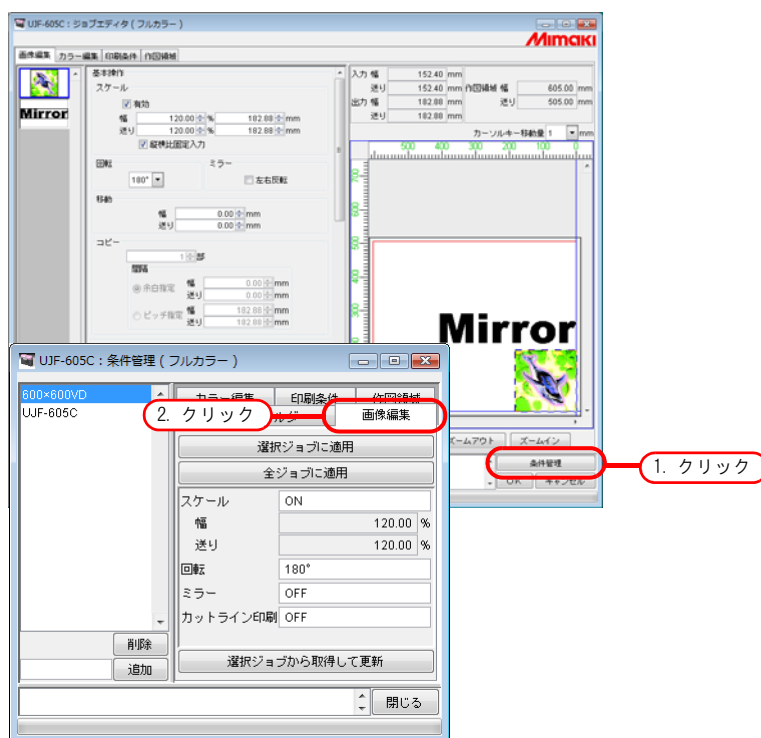 UJF-605C : ジョブエディタ ( フルカラー )
Mimaki
画像編集 カラー編集 印刷条件 作図領域
Mirror
基本操作
スケール
有効
幅 120.00 % 182.88 mm
送り 120.00 % 182.88 mm
縦横比固定入力
回転 ミラー
180° 左右反転
移動
幅 0.00 mm
送り 0.00 mm
コピー
1 部
間隔
余白指定 幅 0.00 mm
送り 0.00 mm
ピッチ指定 幅 182.88 mm
送り 182.88 mm
入力 幅 152.40 mm 作図領域 幅 605.00 mm
送り 152.40 mm 送り 505.00 mm
出力 幅 182.88 mm
送り 182.88 mm
カーソルキー移動量 1 mm
500 400 300 200 100 0
Mirror
ズームアウト ズームイン
条件管理
OK キャンセル
1. クリック
UJF-605C : 条件管理 ( フルカラー )
600×600VD
UJF-605C
カラー編集 印刷条件 作図領域
画像編集
2. クリック
選択ジョブに適用
全ジョブに適用
スケール ON
幅 120.00 %
送り 120.00 %
回転 180°
ミラー OFF
カットライン印刷 OFF
削除
追加
選択ジョブから取得して更新
閉じる